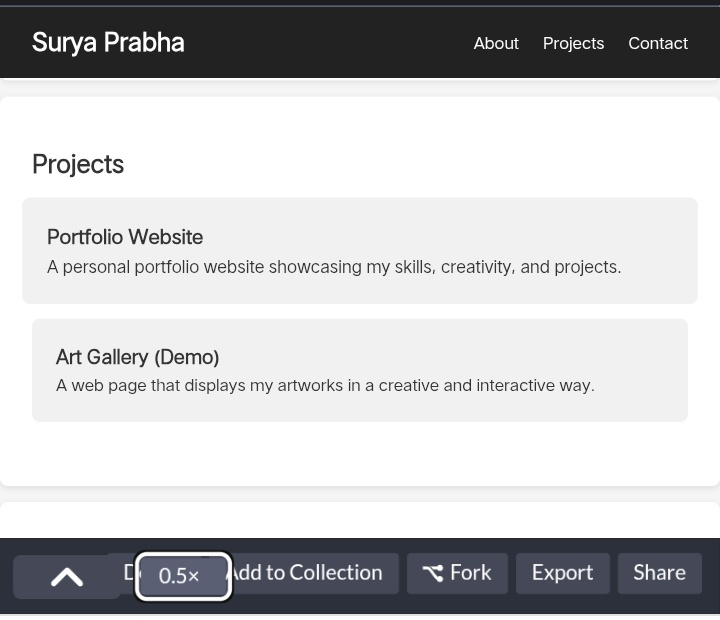 Surya Prabha
About Projects Contact
Projects
Portfolio Website
A personal portfolio website showcasing my skills, creativity, and projects.
Art Gallery (Demo)
A web page that displays my artworks in a creative and interactive way.
0.5× Add to Collection Fork Export Share